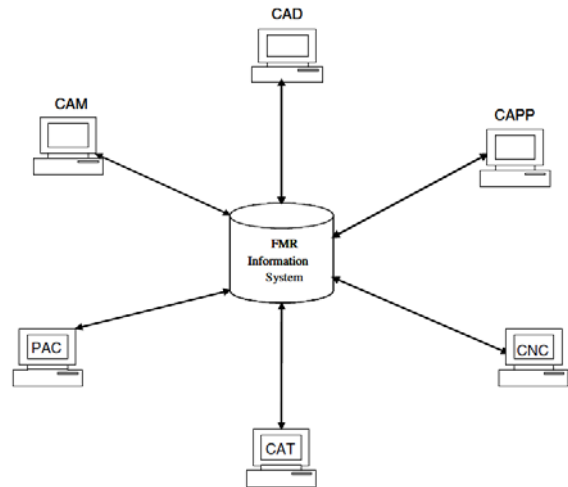 CAD
CAM
CAPP
FMR
Information
System
PAC
CNC
CAT